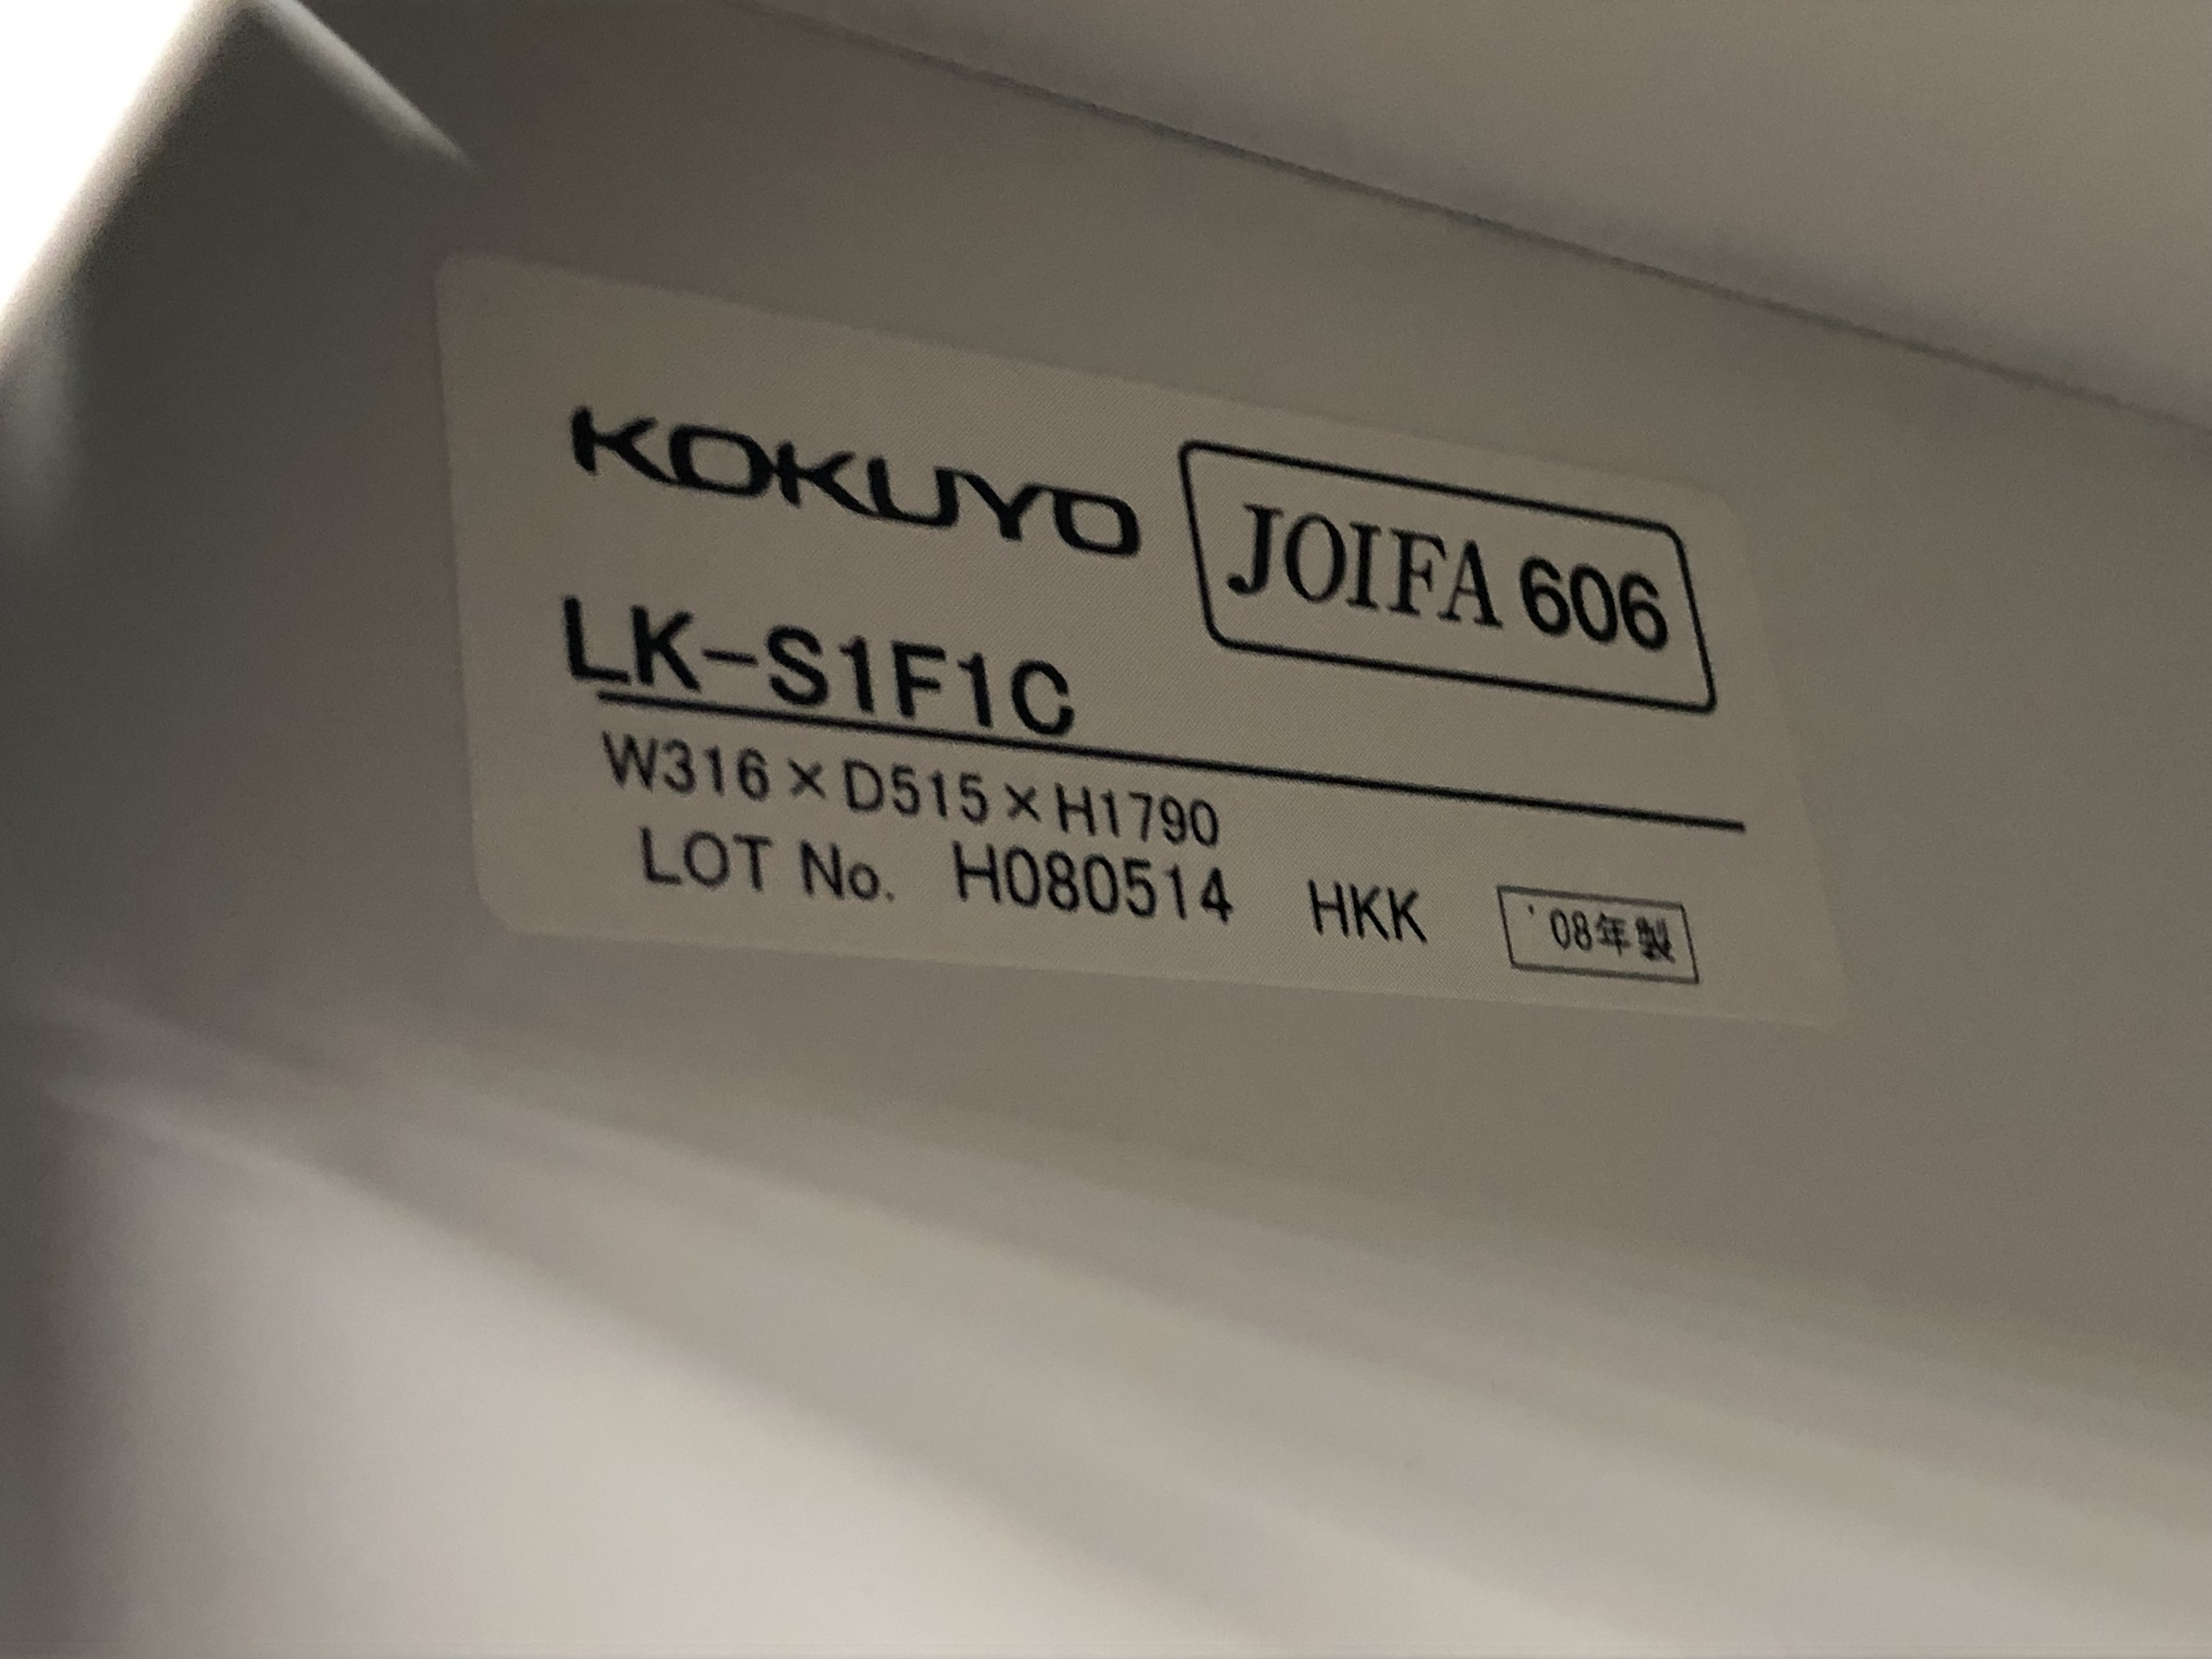 KOKUYO JOIFA 606
LK-S1F1C
W316×D515×H1790
LOT No. H080514 HKK '08年製